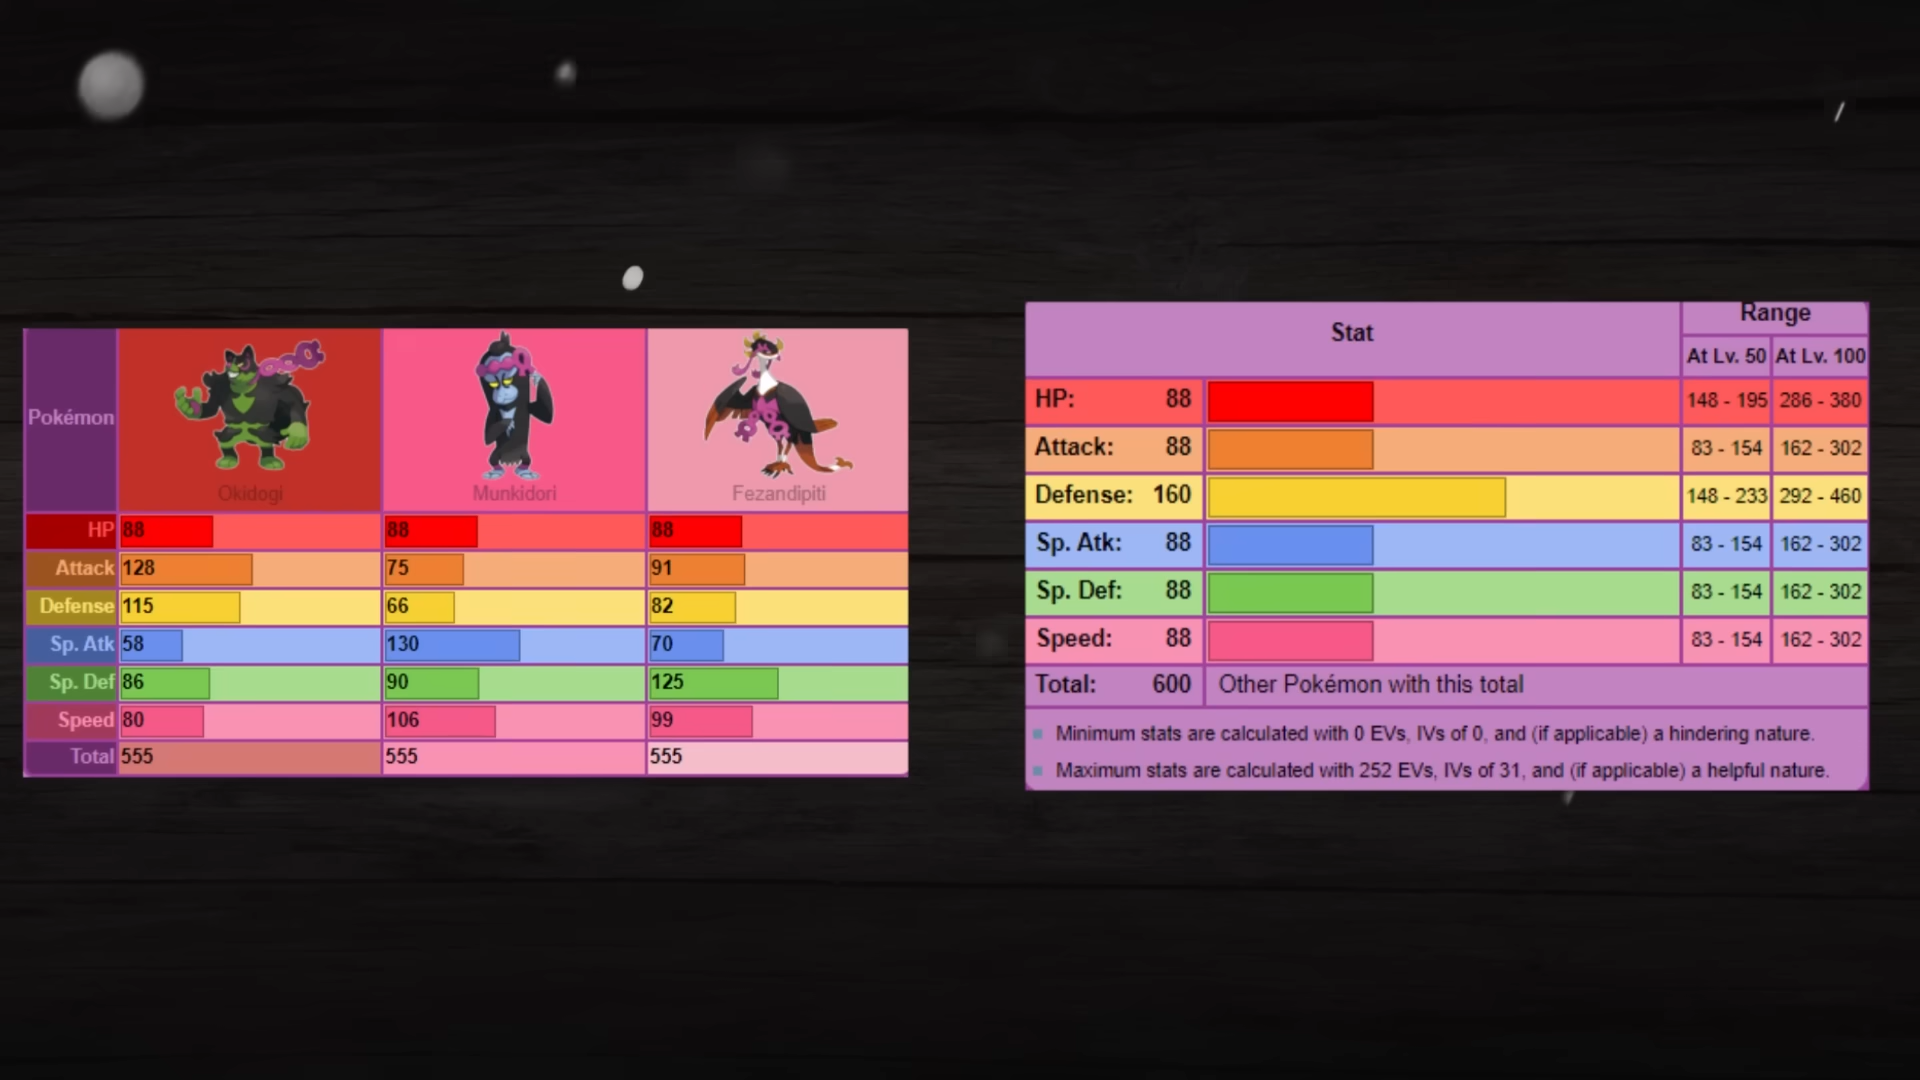 Pokémon
Okidogi Munkidori Fezandipiti
HP 88 88 88
Attack 128 75 91
Defense 115 66 82
Sp. Atk 58 130 70
Sp. Def 86 90 125
Speed 80 106 99
Total 555 555 555
Stat Range
At Lv. 50 At Lv. 100
HP: 88 148 - 195 286 - 380
Attack: 88 83 - 154 162 - 302
Defense: 160 148 - 233 292 - 460
Sp. Atk: 88 83 - 154 162 - 302
Sp. Def: 88 83 - 154 162 - 302
Speed: 88 83 - 154 162 - 302
Total: 600 Other Pokémon with this total
Minimum stats are calculated with 0 EVs, IVs of 0, and (if applicable) a hindering nature.
Maximum stats are calculated with 252 EVs, IVs of 31, and (if applicable) a helpful nature.